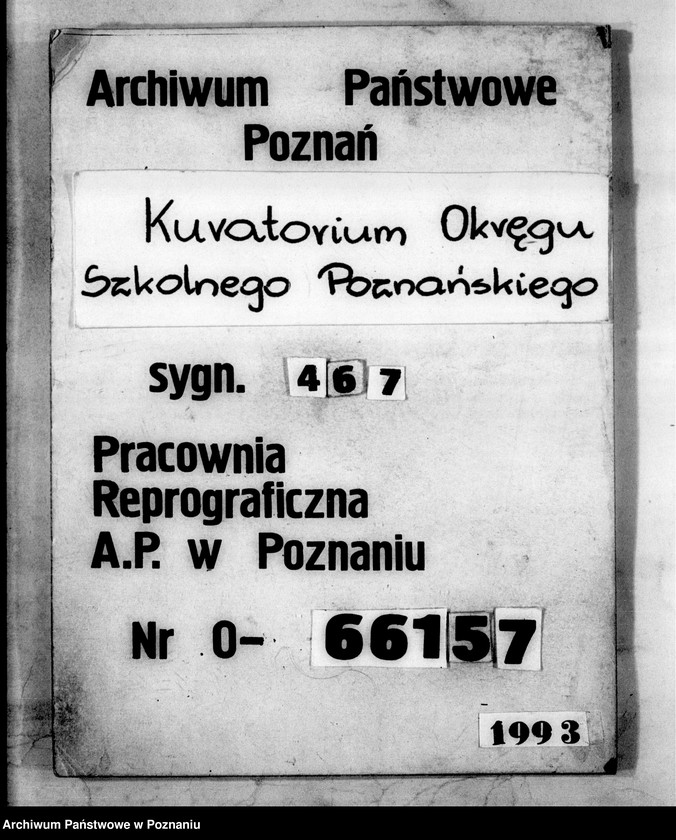 Archiwum Państwowe
Poznań
Kuratorium Okręgu
Szkolnego Poznańskiego
sygn. 467
Pracownia
Reprograficzna
A.P. w Poznaniu
Nr 0- 66157
1993
Archiwum Państwowe w Poznaniu